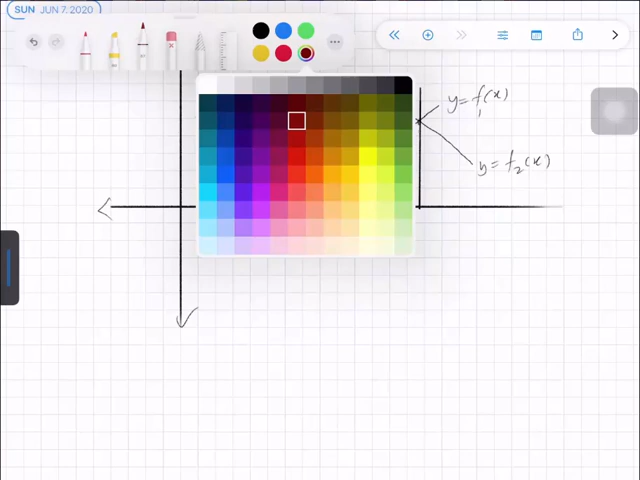 SUN JUN 7, 2020
y=f₁(x)
y=f₂(x)